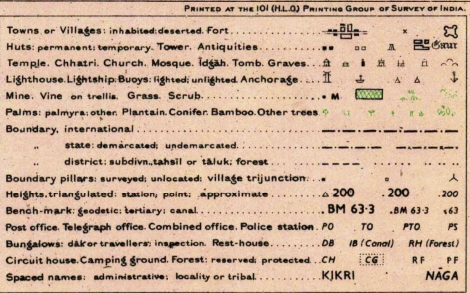 PRINTED AT THE 101 (H.L.O.) PRINTING GROUP OF SURVEY OF INDIA.
Towns or Villages: inhabited: deserted. Fort
Huts: permanent; temporary. Tower. Antiquities
Temple. Chhatri. Church. Mosque. Īdgāh. Tomb. Graves
Lighthouse. Lightship. Buoys: lighted; unlighted. Anchorage
Mine. Vine on trellis. Grass. Scrub M
Palms: palmyra; other. Plantain. Conifer. Bamboo. Other trees
Boundary, international
" state: demarcated; undemarcated
" district: subdivn., tahsīl or tāluk; forest
Boundary pillars: surveyed; unlocated; village trijunction
Heights, triangulated: station; point; approximate 200 .200 .200
Bench-mark: geodetic; tertiary; canal .BM 63·3 .BM 63·3 .63
Post office. Telegraph office. Combined office. Police station PO TO PTO PS
Bungalows: dāk or travellers; inspection. Rest-house DB IB (Canal) RH (Forest)
Circuit house. Camping ground. Forest: reserved; protected CH CG RF PF
Spaced names: administrative; locality or tribal KIKRI NĀGA